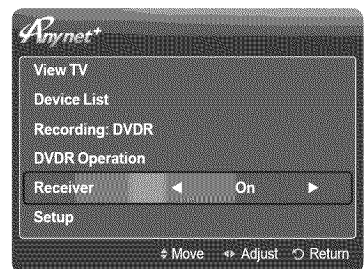 Anynet+
View TV
Device List
Recording: DVDR
DVDR Operation
Receiver ◀ On ▶
Setup
Move Adjust Return